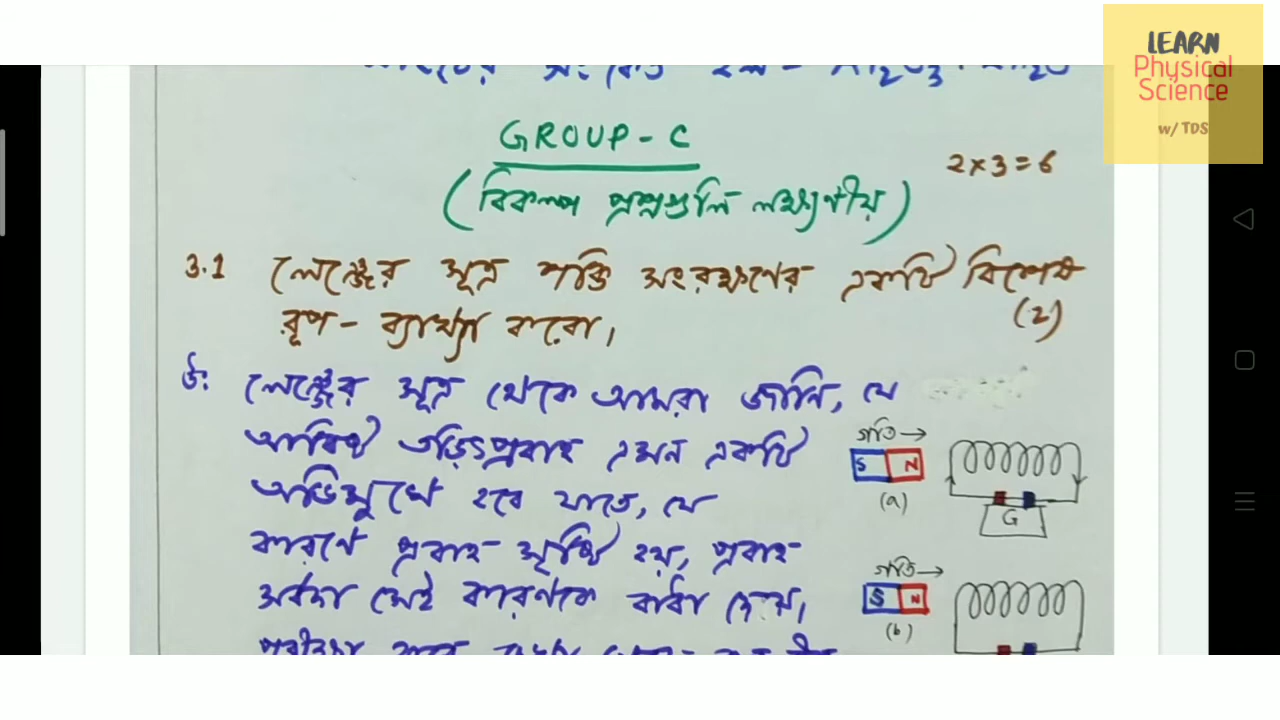 LEARN
Physical
Science
w/ TDS
GROUP - C
2 x 3 = 6
(বিকল্প প্রশ্নগুলি লক্ষ্যণীয়)
3.1 লেঞ্জের সূত্র শক্তি সংরক্ষণের একটি বিশেষ
রূপ - ব্যাখ্যা করো। (2)
উঃ লেঞ্জের সূত্র থেকে আমরা জানি, যে
আবিষ্ট তড়িৎপ্রবাহ এমন একটি
অভিমুখে হবে যাতে, যে
কারণে প্রবাহ সৃষ্টি হয়, প্রবাহ
সর্বদা সেই কারণকে বাধা দেয়।
গতি →
S N
(a)
G
গতি →
S N
(b)